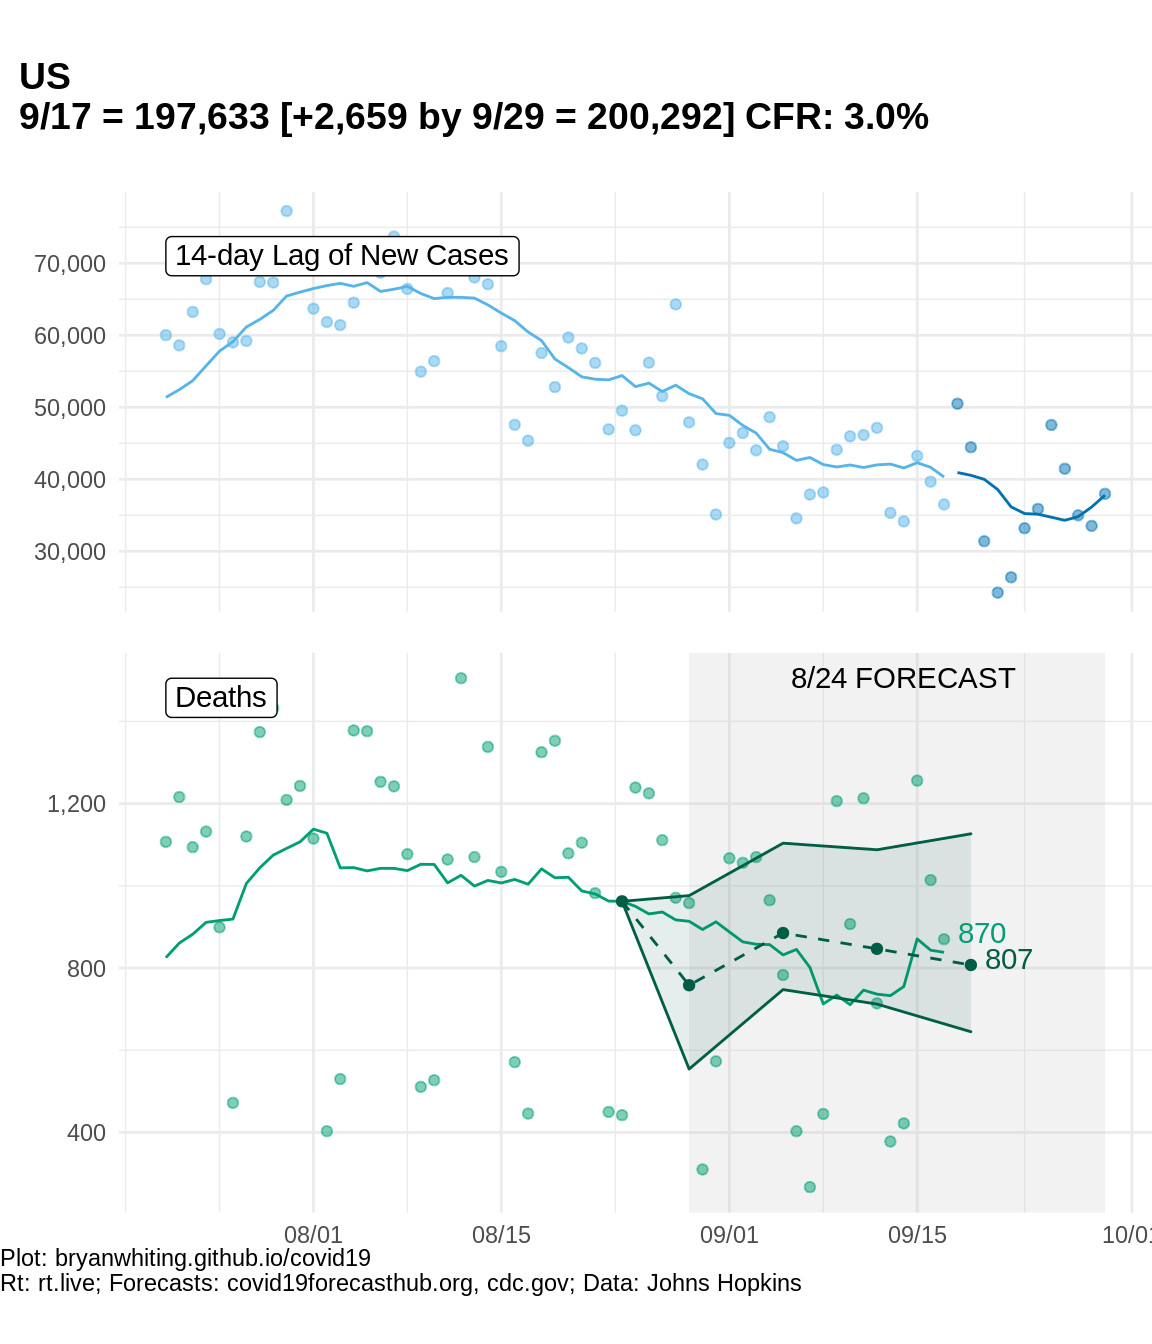 US
9/17 = 197,633 [+2,659 by 9/29 = 200,292] CFR: 3.0%
14-day Lag of New Cases
70,000
60,000
50,000
40,000
30,000
8/24 FORECAST
Deaths
1,200
870
807
800
400
08/01 08/15 09/01 09/15 10/01
Plot: bryanwhiting.github.io/covid19
Rt: rt.live; Forecasts: covid19forecasthub.org, cdc.gov; Data: Johns Hopkins